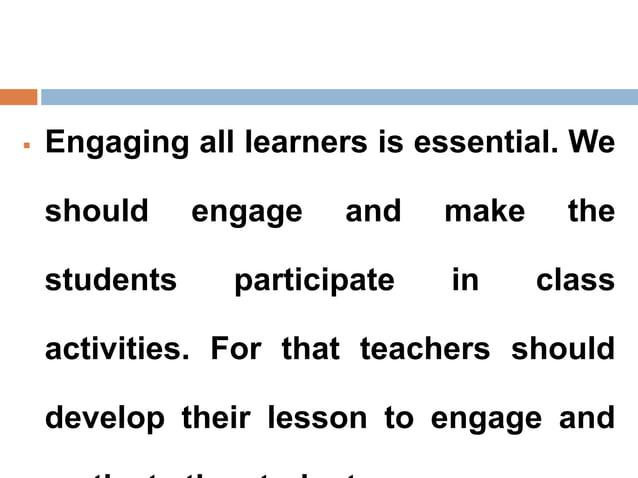 Engaging all learners is essential. We
should engage and make the
students participate in class
activities. For that teachers should
develop their lesson to engage and